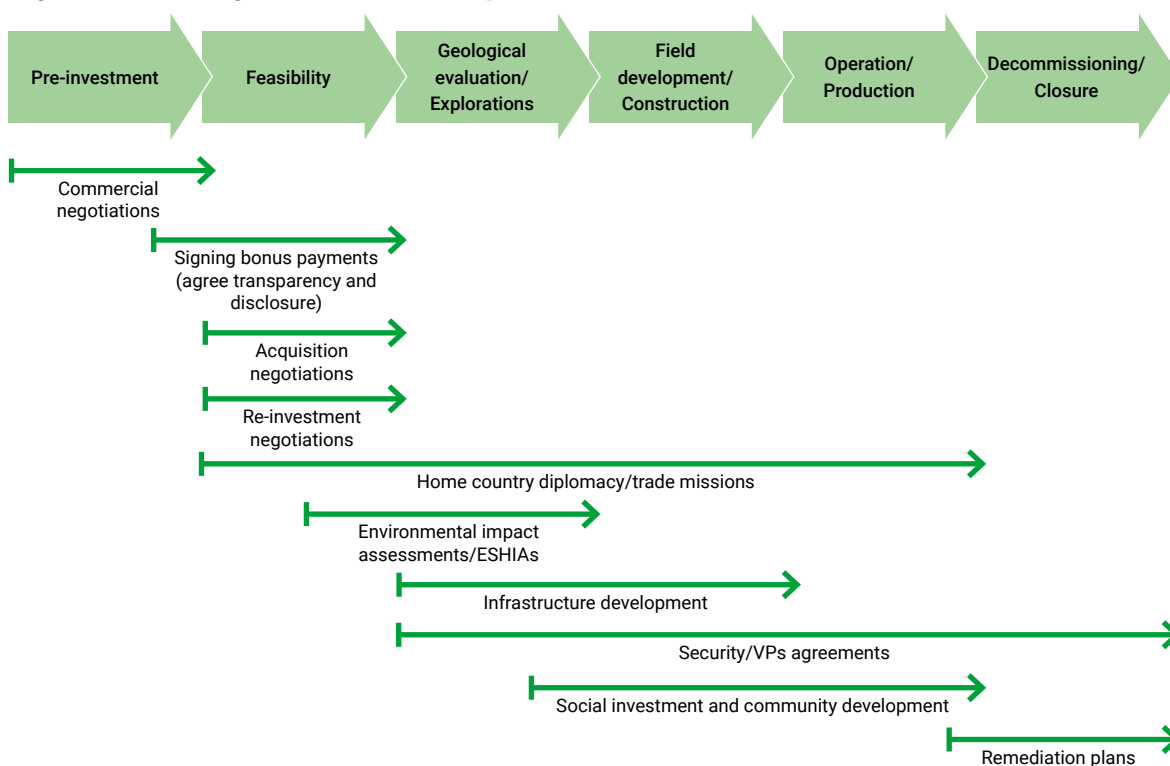 Pre-investment
Feasibility
Geological
evaluation/
Explorations
Field
development/
Construction
Operation/
Production
Decommissioning/
Closure
Commercial
negotiations
Signing bonus payments
(agree transparency and
disclosure)
Acquisition
negotiations
Re-investment
negotiations
Home country diplomacy/trade missions
Environmental impact
assessments/ESHIAs
Infrastructure development
Security/VPs agreements
Social investment and community development
Remediation plans